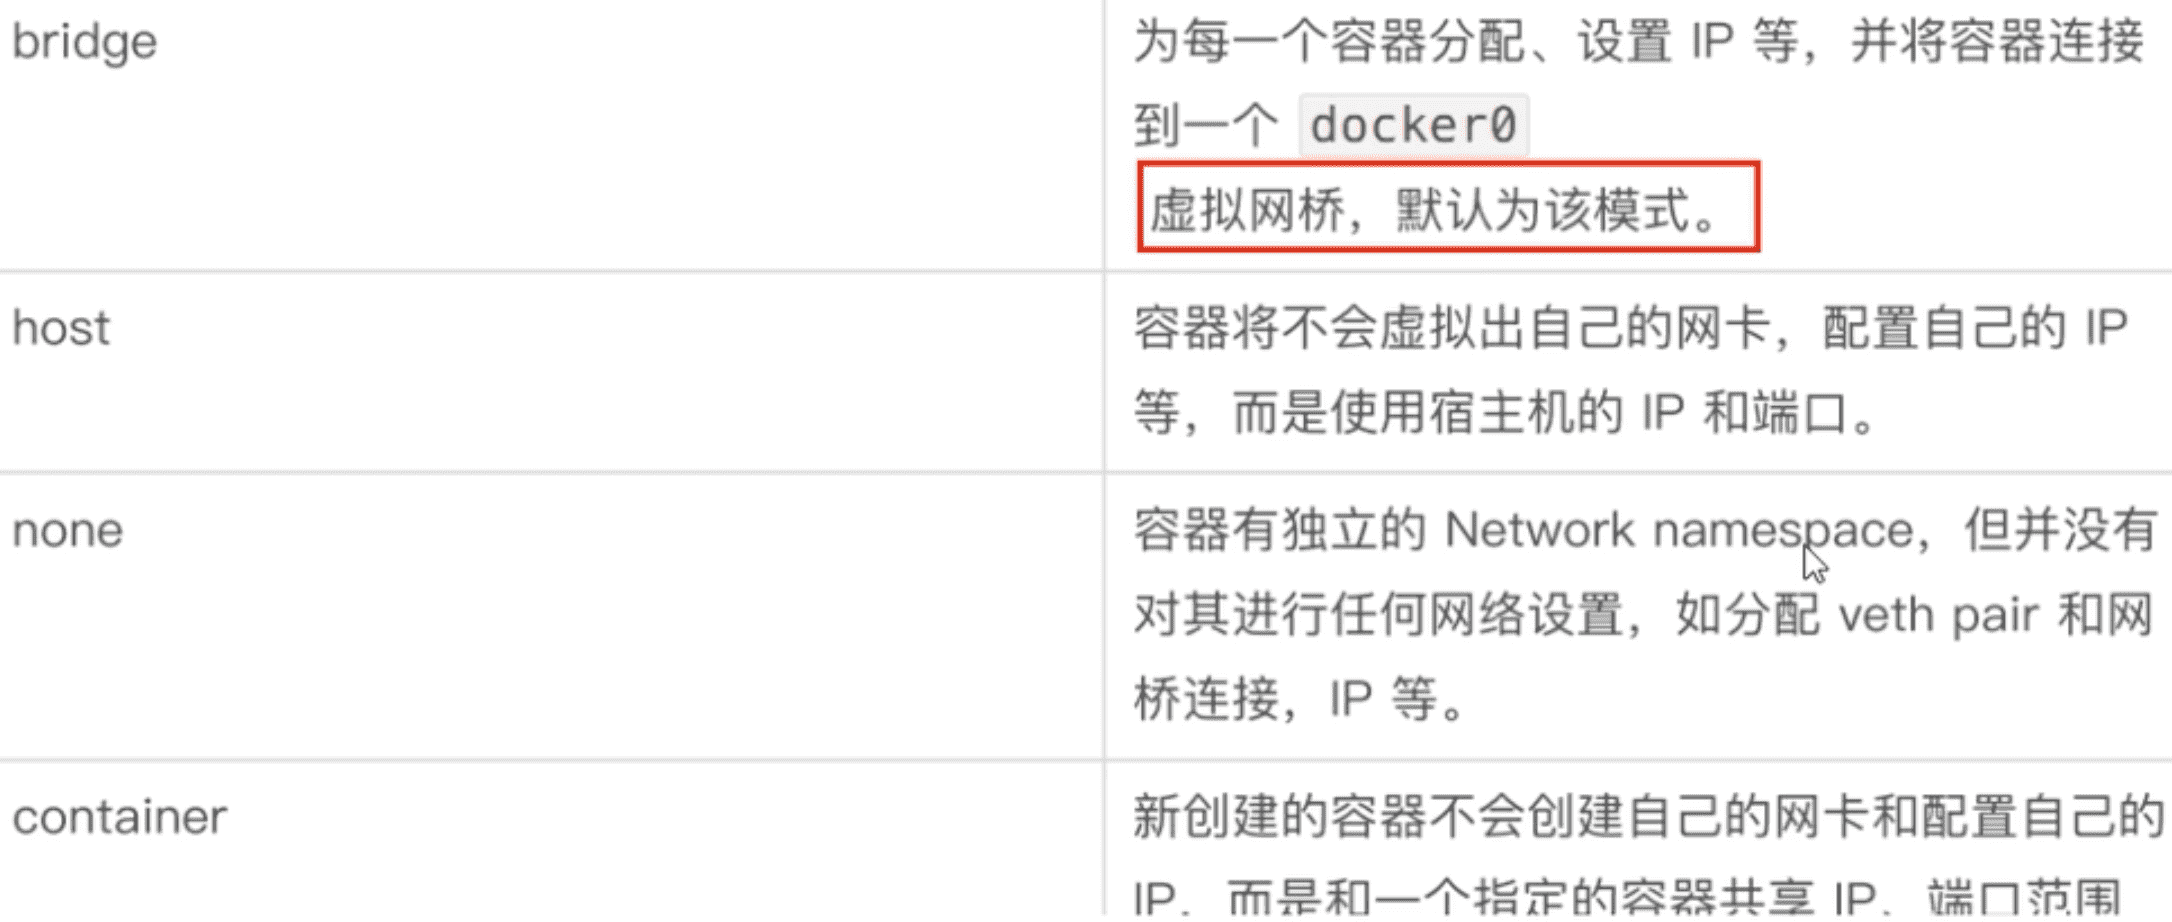 bridge
为每一个容器分配、设置 IP 等，并将容器连接
到一个 docker0
虚拟网桥，默认为该模式。
host
容器将不会虚拟出自己的网卡，配置自己的 IP
等，而是使用宿主机的 IP 和端口。
none
容器有独立的 Network namespace，但并没有
对其进行任何网络设置，如分配 veth pair 和网
桥连接，IP 等。
container
新创建的容器不会创建自己的网卡和配置自己的
IP，而是和一个指定的容器共享 IP、端口范围